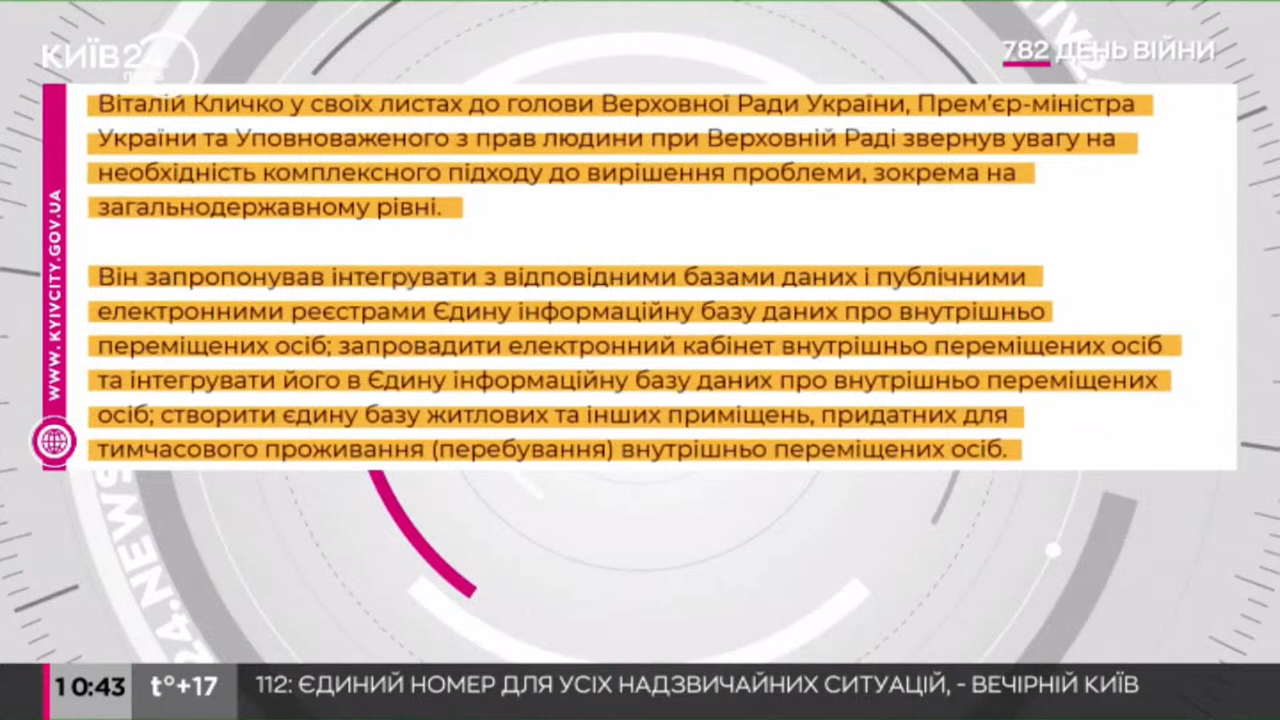 КИЇВ24
782 ДЕНЬ ВІЙНИ
Віталій Кличко у своїх листах до голови Верховної Ради України, Прем'єр-міністра
України та Уповноваженого з прав людини при Верховній Раді звернув увагу на
необхідність комплексного підходу до вирішення проблеми, зокрема на
загальнодержавному рівні.
Він запропонував інтегрувати з відповідними базами даних і публічними
електронними реєстрами Єдину інформаційну базу даних про внутрішньо
переміщених осіб; запровадити електронний кабінет внутрішньо переміщених осіб
та інтегрувати його в Єдину інформаційну базу даних про внутрішньо переміщених
осіб; створити єдину базу житлових та інших приміщень, придатних для
тимчасового проживання (перебування) внутрішньо переміщених осіб.
WWW.KYIVCITY.GOV.UA
24.NEWS
10:43
t°+17
112: ЄДИНИЙ НОМЕР ДЛЯ УСІХ НАДЗВИЧАЙНИХ СИТУАЦІЙ, - ВЕЧІРНІЙ КИЇВ